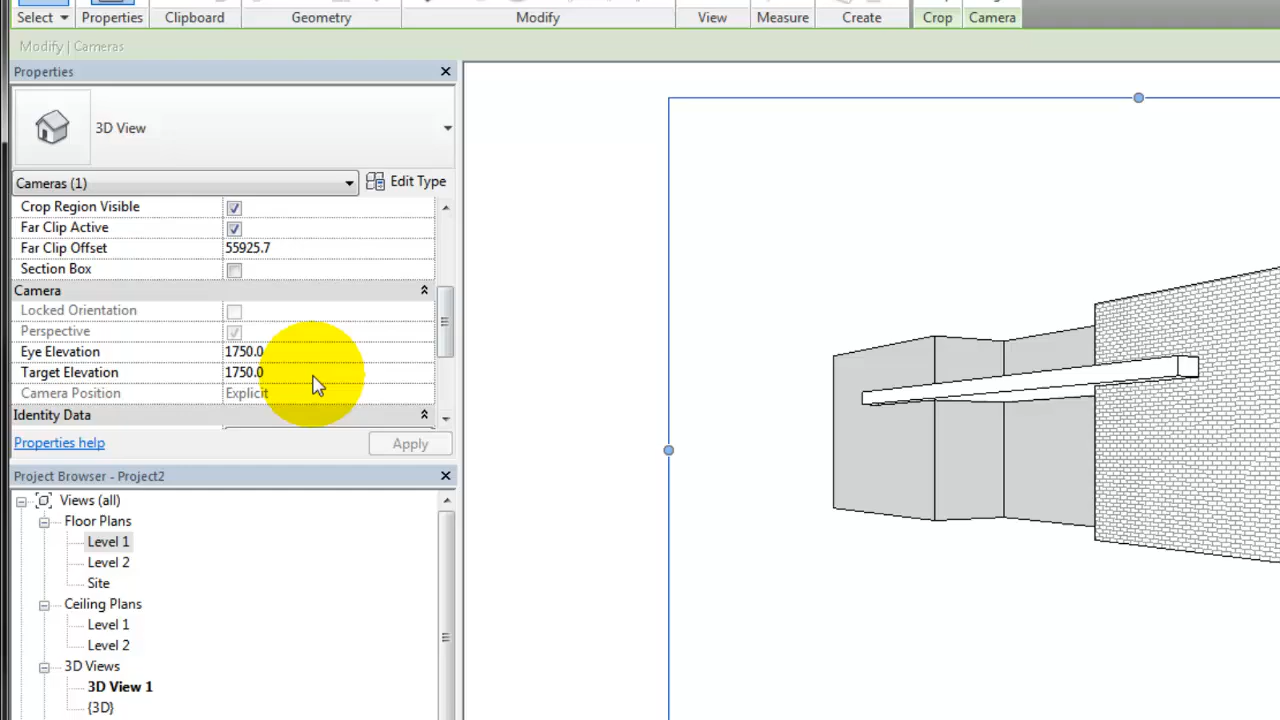 Select Properties Clipboard Geometry Modify View Measure Create Crop Camera
Modify | Cameras
Properties
3D View
Cameras (1) Edit Type
Crop Region Visible
Far Clip Active
Far Clip Offset 55925.7
Section Box
Camera
Locked Orientation
Perspective
Eye Elevation 1750.0
Target Elevation 1750.0
Camera Position Explicit
Identity Data
Properties help Apply
Project Browser - Project2
Views (all)
Floor Plans
Level 1
Level 2
Site
Ceiling Plans
Level 1
Level 2
3D Views
3D View 1
{3D}